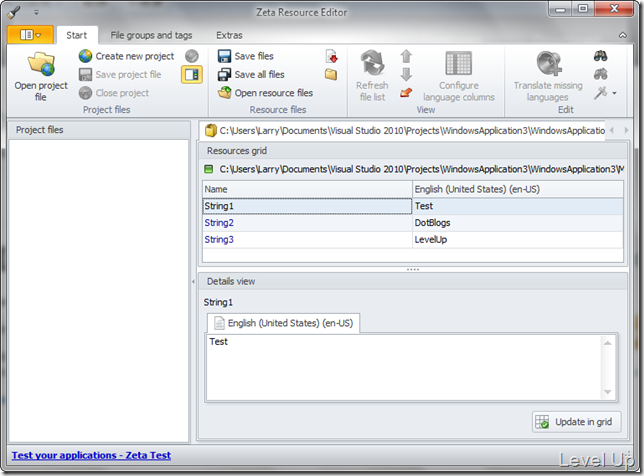 Zeta Resource Editor
Start File groups and tags Extras
Open project file
Create new project
Save project file
Close project
Project files
Save files
Save all files
Open resource files
Resource files
Refresh file list
Configure language columns
View
Translate missing languages
Edit
Project files
C:\Users\Larry\Documents\Visual Studio 2010\Projects\WindowsApplication3\WindowsApplication
Resources grid
C:\Users\Larry\Documents\Visual Studio 2010\Projects\WindowsApplication3\WindowsApplication3\M
Name English (United States) (en-US)
String1 Test
String2 DotBlogs
String3 LevelUp
Details view
String1
English (United States) (en-US)
Test
Update in grid
Test your applications - Zeta Test
Level Up